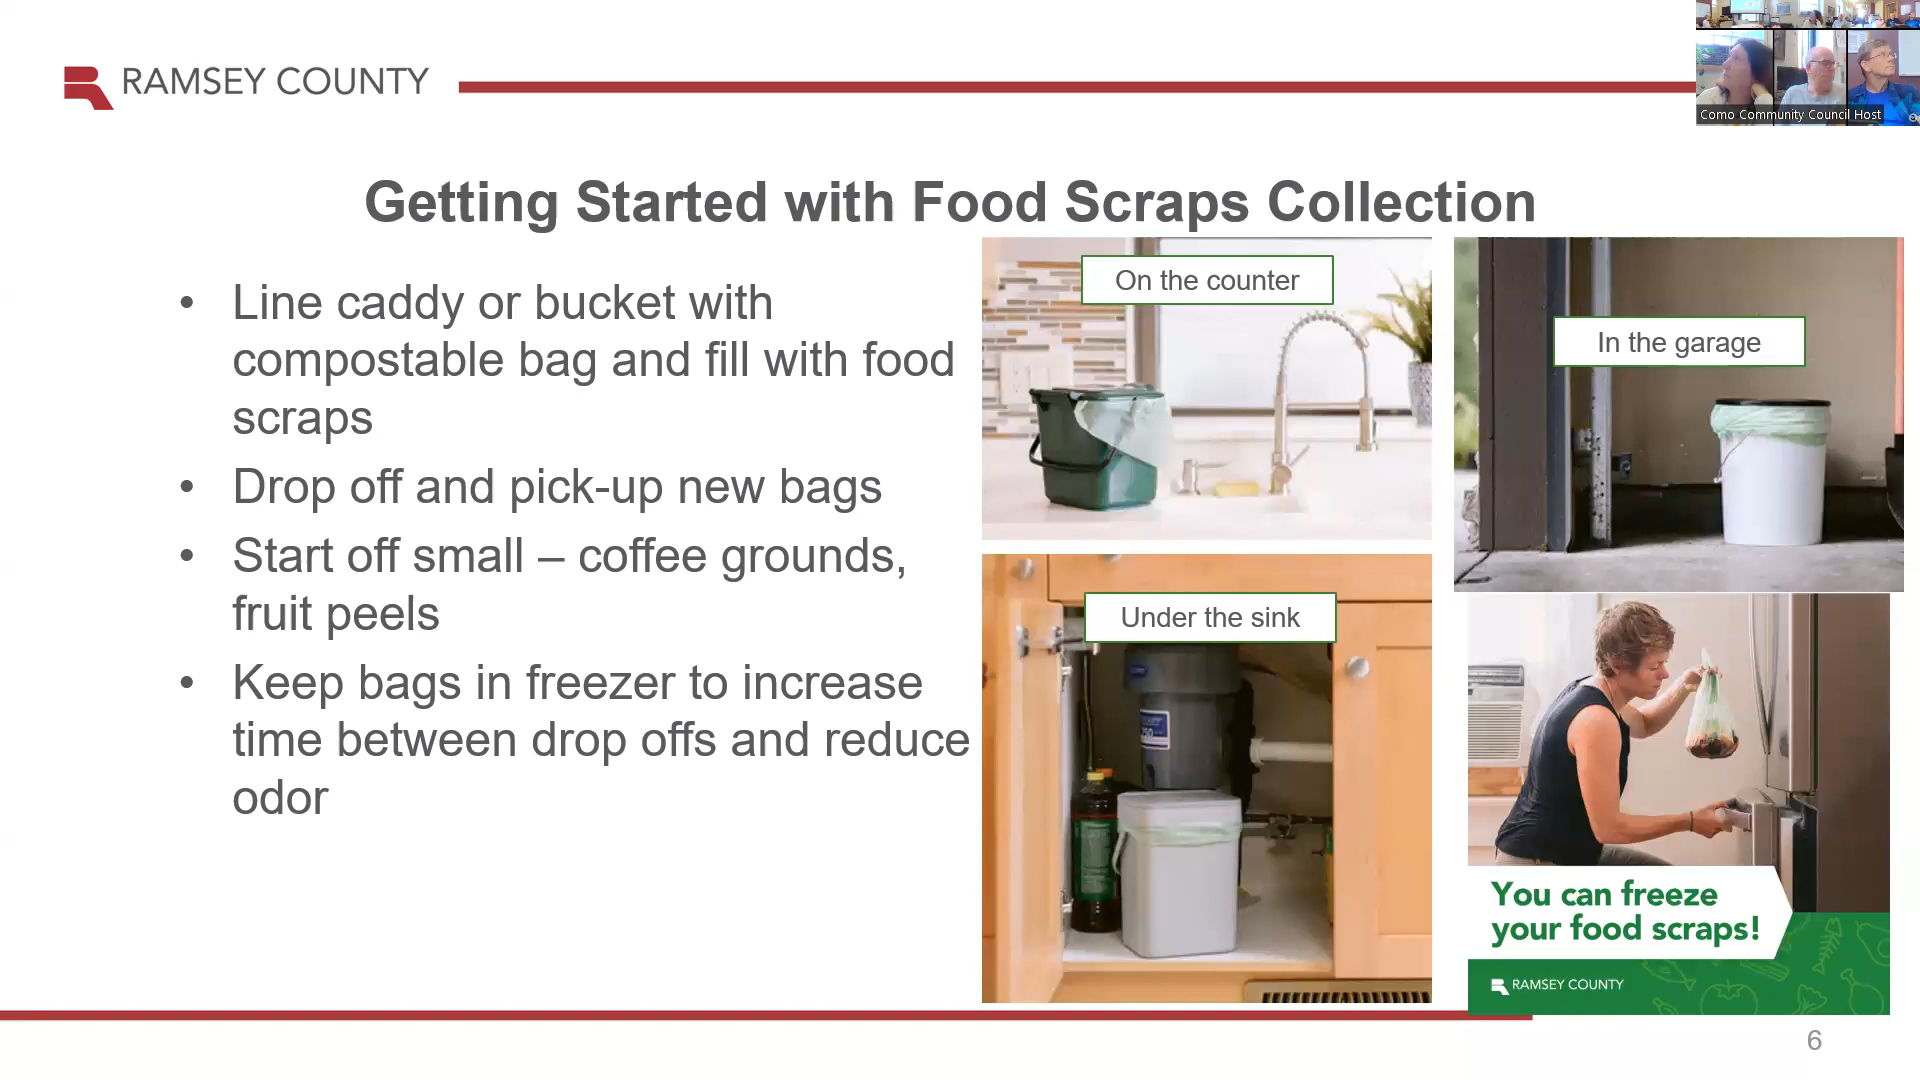 RAMSEY COUNTY
Como Community Council Host
Getting Started with Food Scraps Collection
• Line caddy or bucket with
compostable bag and fill with food
scraps
• Drop off and pick-up new bags
• Start off small – coffee grounds,
fruit peels
• Keep bags in freezer to increase
time between drop offs and reduce
odor
On the counter
In the garage
Under the sink
You can freeze
your food scraps!
RAMSEY COUNTY
6